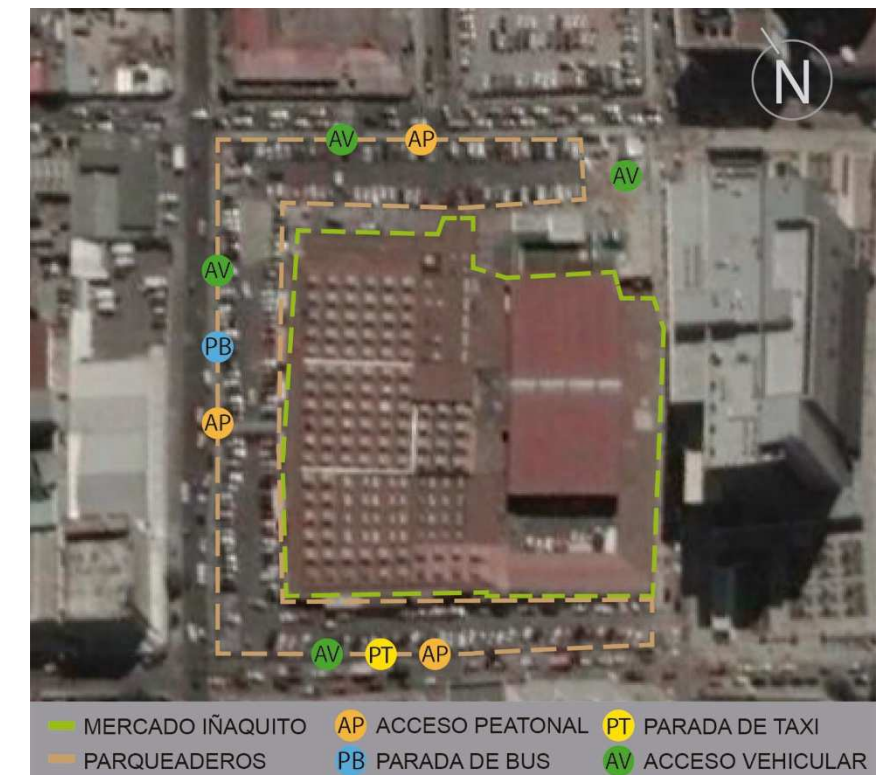 N
AV AP
AV
AV
PB
AP
AV PT AP
MERCADO IÑAQUITO AP ACCESO PEATONAL PT PARADA DE TAXI
PARQUEADEROS PB PARADA DE BUS AV ACCESO VEHICULAR